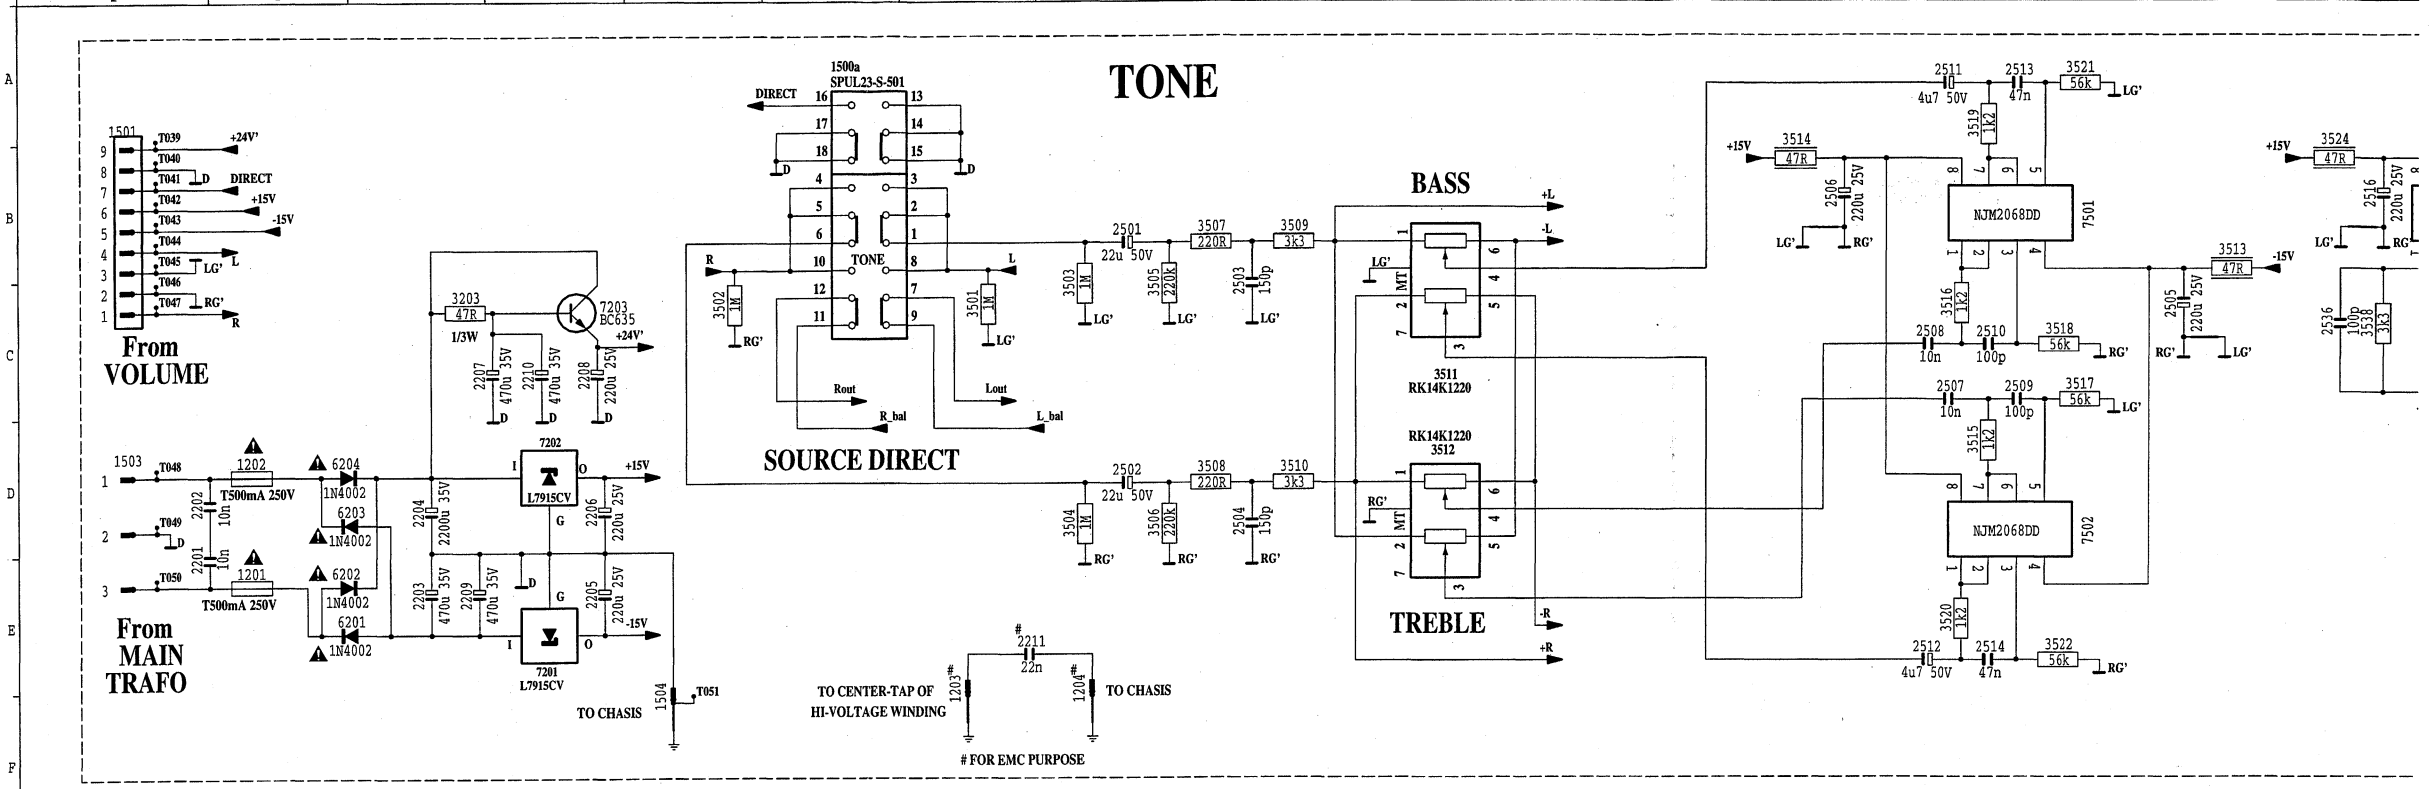 A
B
C
D
E
F
TONE
1501
9
8
7
6
5
4
3
2
1
T039
T040
T041
T042
T043
T044
T045
T046
T047
+24V'
D
DIRECT
+15V
-15V
L
LG'
RG'
R
From
VOLUME
3203
47R
1/3W
7203
BC635
+24V'
2207
470u 35V
2210
470u 35V
2208
220u 25V
D
D
D
1503
1
2
3
T048
T049
T050
D
2202
10n
2201
10n
1202
T500mA 250V
1201
T500mA 250V
6204
1N4002
6203
1N4002
6202
1N4002
6201
1N4002
From
MAIN
TRAFO
2204
2200u 35V
2203
470u 35V
2209
470u 35V
7202
I
O
L7915CV
G
D
G
I
O
7201
L7915CV
2206
220u 25V
2205
220u 25V
+15V
-15V
1504
T051
TO CHASIS
1500a
SPUL23-S-501
DIRECT
16
17
18
4
5
6
10
12
11
13
14
15
3
2
1
8
7
9
D
D
TONE
R
L
3502
1M
RG'
3501
1M
LG'
Rout
R_bal
Lout
L_bal
SOURCE DIRECT
#
2211
22n
1203#
1204#
TO CENTER-TAP OF
HI-VOLTAGE WINDING
TO CHASIS
# FOR EMC PURPOSE
3503
1M
LG'
2501
22u 50V
3505
220k
LG'
3507
220R
2503
150p
LG'
3509
3k3
3504
1M
RG'
2502
22u 50V
3506
220k
RG'
3508
220R
2504
150p
RG'
3510
3k3
BASS
1
LG'
MT
2
7
6
4
5
3
3511
RK14K1220
+L
-L
RK14K1220
3512
1
RG'
MT
2
7
6
4
5
3
TREBLE
-R
+R
2511
4u7 50V
2513
47n
3521
56k
LG'
3519
1k2
+15V
3514
47R
2506
220u 25V
LG'
RG'
8
7
6
5
NJM2068DD
7501
1
2
3
4
3516
1k2
2508
10n
2510
100p
3518
56k
RG'
3513
47R
-15V
2505
220u 25V
RG'
LG'
2507
10n
2509
100p
3517
56k
LG'
3515
1k2
8
7
6
5
NJM2068DD
7502
1
2
3
4
3520
1k2
2512
4u7 50V
2514
47n
3522
56k
RG'
+15V
3524
47R
2516
220u 25V
LG'
RG'
8
1
2536
100p
3538
3k3